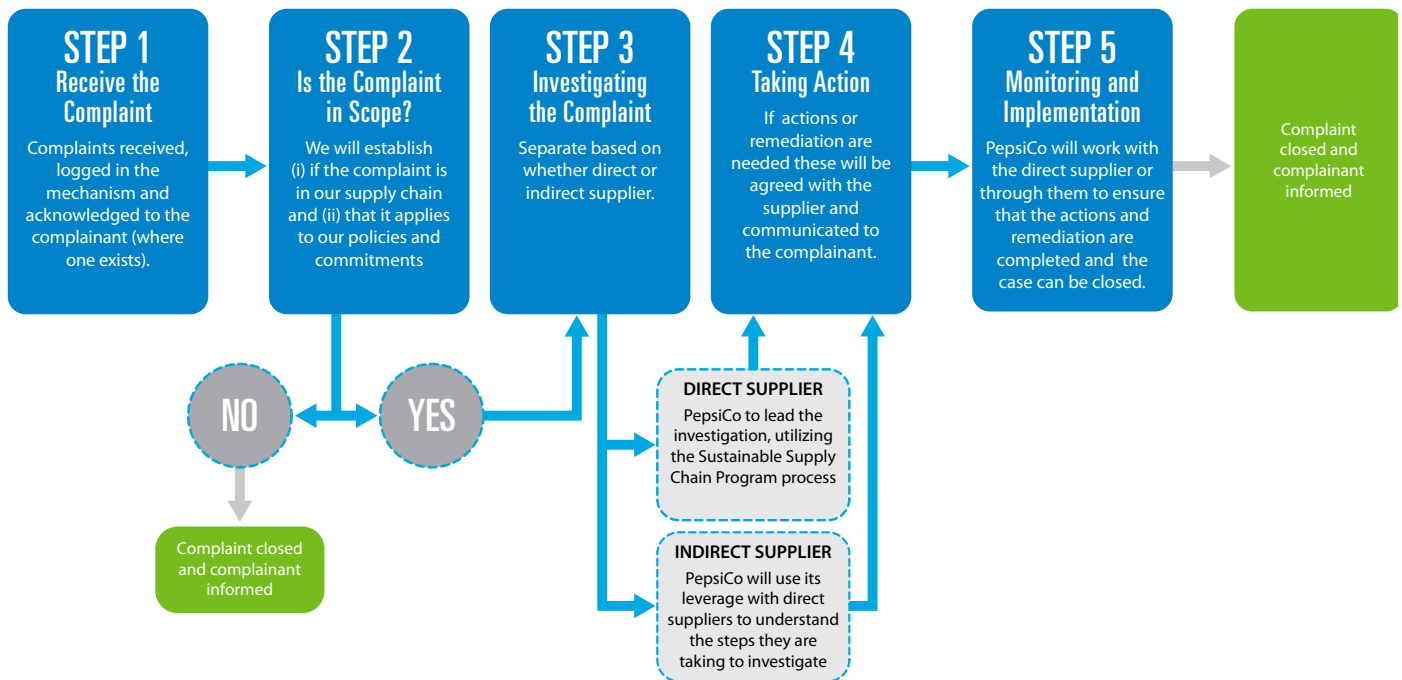 STEP 1
Receive the
Complaint
Complaints received,
logged in the
mechanism and
acknowledged to the
complainant (where
one exists).
STEP 2
Is the Complaint
in Scope?
We will establish
(i) if the complaint is
in our supply chain
and (ii) that it applies
to our policies and
commitments
STEP 3
Investigating
the Complaint
Separate based on
whether direct or
indirect supplier.
STEP 4
Taking Action
If actions or
remediation are
needed these will be
agreed with the
supplier and
communicated to
the complainant.
STEP 5
Monitoring and
Implementation
PepsiCo will work with
the direct supplier or
through them to ensure
that the actions and
remediation are
completed and the
case can be closed.
Complaint
closed and
complainant
informed
NO
YES
Complaint closed
and complainant
informed
DIRECT SUPPLIER
PepsiCo to lead the
investigation, utilizing
the Sustainable Supply
Chain Program process
INDIRECT SUPPLIER
PepsiCo will use its
leverage with direct
suppliers to understand
the steps they are
taking to investigate